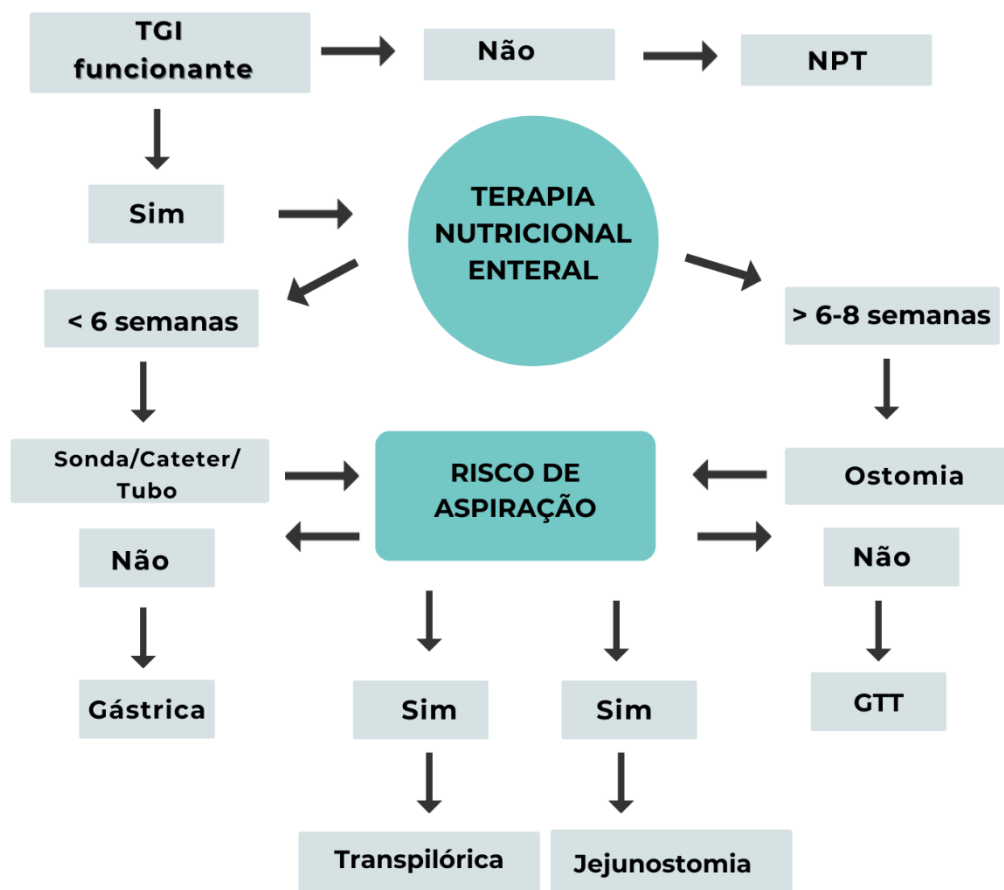 TGI
funcionante
Não
NPT
Sim
TERAPIA
NUTRICIONAL
ENTERAL
< 6 semanas
> 6-8 semanas
Sonda/Cateter/
Tubo
RISCO DE
ASPIRAÇÃO
Ostomia
Não
Não
Gástrica
Sim
Sim
GTT
Transpilórica
Jejunostomia